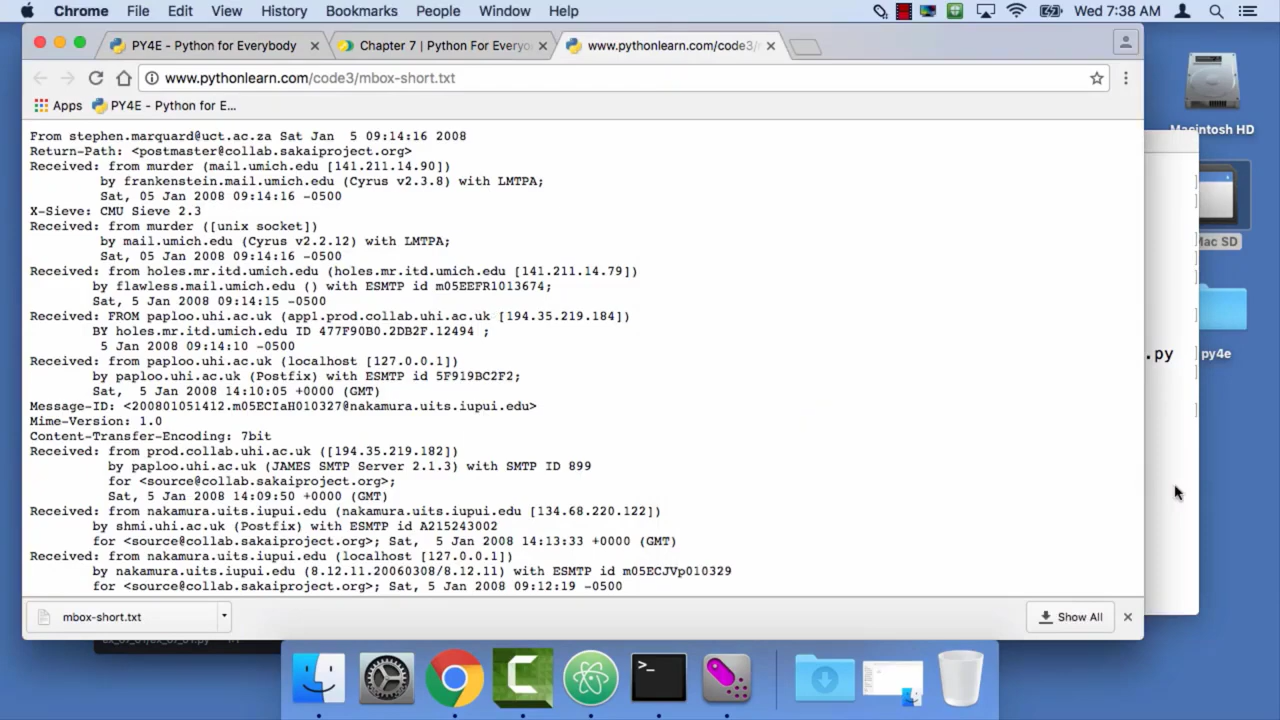 Chrome File Edit View History Bookmarks People Window Help Wed 7:38 AM
PY4E - Python for Everybody Chapter 7 | Python For Everyo www.pythonlearn.com/code3/
www.pythonlearn.com/code3/mbox-short.txt
Apps PY4E - Python for E...
From stephen.marquard@uct.ac.za Sat Jan  5 09:14:16 2008
Return-Path: <postmaster@collab.sakaiproject.org>
Received: from murder (mail.umich.edu [141.211.14.90])
by frankenstein.mail.umich.edu (Cyrus v2.3.8) with LMTPA;
Sat, 05 Jan 2008 09:14:16 -0500
X-Sieve: CMU Sieve 2.3
Received: from murder ([unix socket])
by mail.umich.edu (Cyrus v2.2.12) with LMTPA;
Sat, 05 Jan 2008 09:14:16 -0500
Received: from holes.mr.itd.umich.edu (holes.mr.itd.umich.edu [141.211.14.79])
by flawless.mail.umich.edu () with ESMTP id m05EEFR1013674;
Sat, 5 Jan 2008 09:14:15 -0500
Received: FROM paploo.uhi.ac.uk (app1.prod.collab.uhi.ac.uk [194.35.219.184])
BY holes.mr.itd.umich.edu ID 477F90B0.2DB2F.12494 ;
5 Jan 2008 09:14:10 -0500
Received: from paploo.uhi.ac.uk (localhost [127.0.0.1])
by paploo.uhi.ac.uk (Postfix) with ESMTP id 5F919BC2F2;
Sat,  5 Jan 2008 14:10:05 +0000 (GMT)
Message-ID: <200801051412.m05ECIaH010327@nakamura.uits.iupui.edu>
Mime-Version: 1.0
Content-Transfer-Encoding: 7bit
Received: from prod.collab.uhi.ac.uk ([194.35.219.182])
by paploo.uhi.ac.uk (JAMES SMTP Server 2.1.3) with SMTP ID 899
for <source@collab.sakaiproject.org>;
Sat, 5 Jan 2008 14:09:50 +0000 (GMT)
Received: from nakamura.uits.iupui.edu (nakamura.uits.iupui.edu [134.68.220.122])
by shmi.uhi.ac.uk (Postfix) with ESMTP id A215243002
for <source@collab.sakaiproject.org>; Sat,  5 Jan 2008 14:13:33 +0000 (GMT)
Received: from nakamura.uits.iupui.edu (localhost [127.0.0.1])
by nakamura.uits.iupui.edu (8.12.11.20060308/8.12.11) with ESMTP id m05ECJVp010329
for <source@collab.sakaiproject.org>; Sat, 5 Jan 2008 09:12:19 -0500
mbox-short.txt Show All
Macintosh HD
Mac SD
.py
py4e